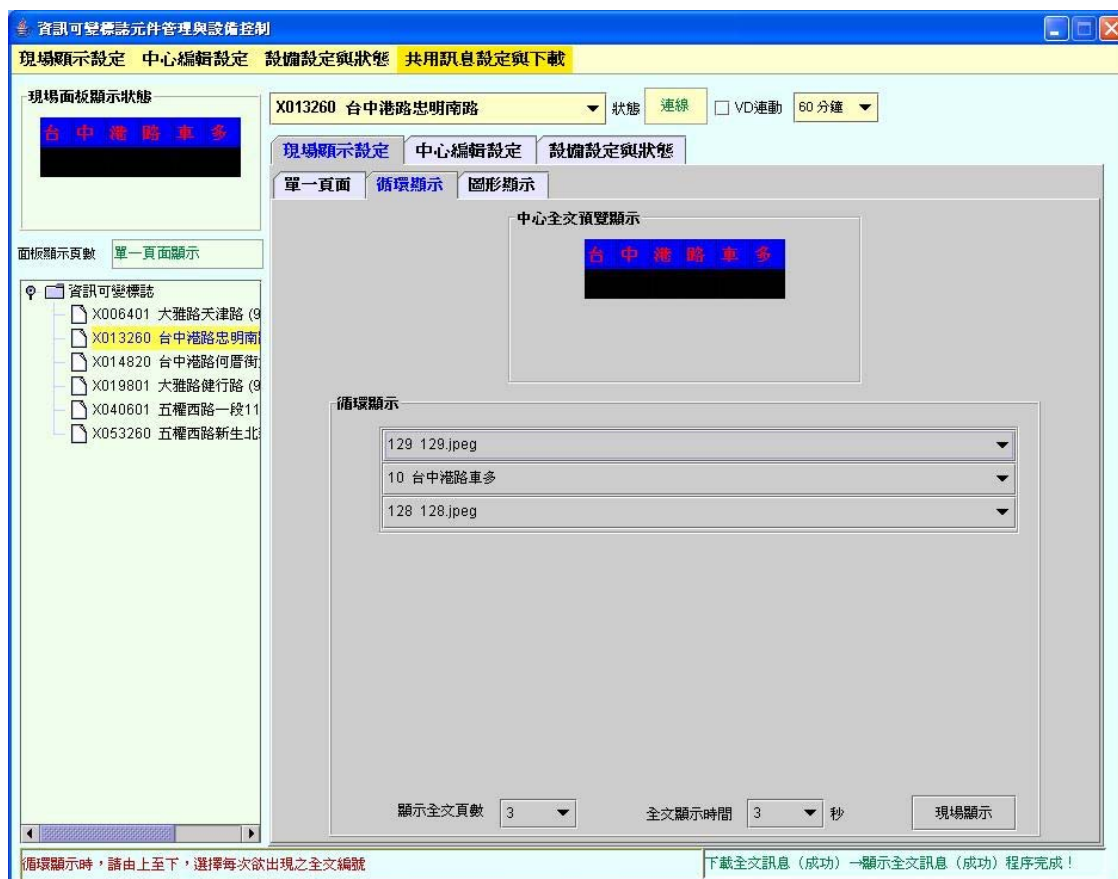 資訊可變標誌元件管理與設備控制
現場顯示設定 中心編輯設定 設備設定與狀態 共用訊息設定與下載
現場面板顯示狀態
台中港路車多
面板顯示頁數 單一頁面顯示
資訊可變標誌
X006401 大雅路天津路 (9
X013260 台中港路忠明南路
X014820 台中港路何厝街
X019801 大雅路健行路 (9
X040601 五權西路一段11
X053260 五權西路新生北
X013260 台中港路忠明南路 狀態 連線 VD連動 60 分鐘
現場顯示設定 中心編輯設定 設備設定與狀態
單一頁面 循環顯示 圖形顯示
中心全文預覽顯示
台中港路車多
循環顯示
129 129.jpeg
10 台中港路車多
128 128.jpeg
顯示全文頁數 3 全文顯示時間 3 秒 現場顯示
循環顯示時，請由上至下，選擇每次欲出現之全文編號
下載全文訊息（成功）→顯示全文訊息（成功）程序完成！